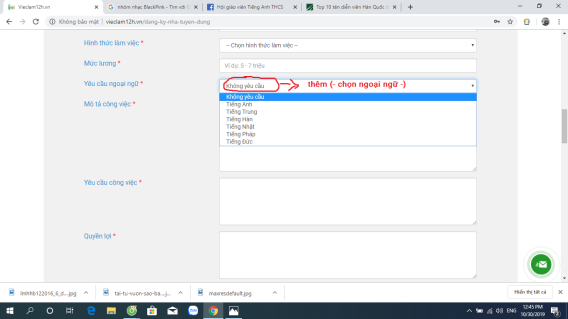 Vieclam12h.vn
nhóm nhạc BlackPink - Tìm với
Hội giáo viên Tiếng Anh THCS
Top 10 tên diễn viên Hàn Quốc
Không bảo mật | vieclam12h.vn/dang-ky-nha-tuyen-dung
Hình thức làm việc *
-- Chọn hình thức làm việc --
Mức lương *
Ví dụ: 5 - 7 triệu
Yêu cầu ngoại ngữ *
Không yêu cầu
thêm (- chọn ngoại ngữ -)
Không yêu cầu
Mô tả công việc *
Tiếng Anh
Tiếng Trung
Tiếng Hàn
Tiếng Nhật
Tiếng Pháp
Tiếng Đức
Yêu cầu công việc *
Quyền lợi *
lmhhb122016_6_d....jpg
tai-tu-vuon-sao-ba....jpg
maxresdefault.jpg
Hiển thị tất cả
ENG
12:45 PM
10/30/2019